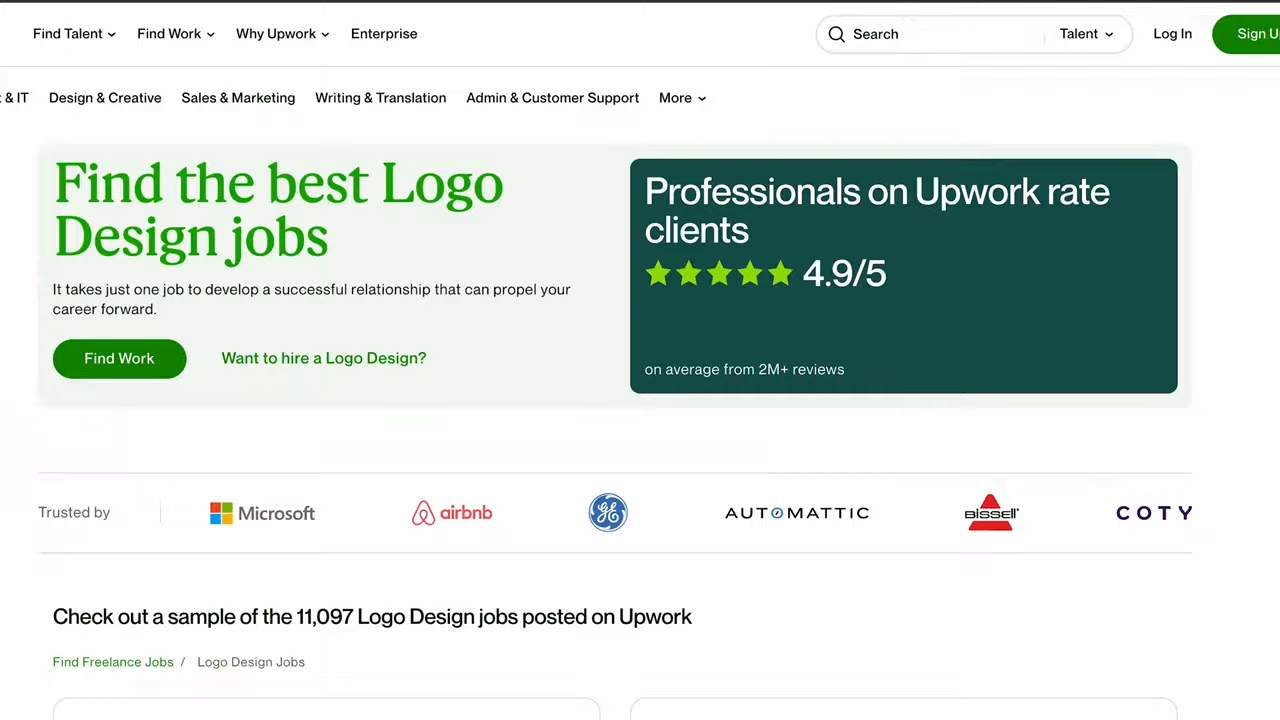 Find Talent Find Work Why Upwork Enterprise Search Talent Log In Sign U
& IT Design & Creative Sales & Marketing Writing & Translation Admin & Customer Support More
Find the best Logo
Design jobs
It takes just one job to develop a successful relationship that can propel your
career forward.
Find Work Want to hire a Logo Design?
Professionals on Upwork rate
clients
4.9/5
on average from 2M+ reviews
Trusted by Microsoft airbnb GE AUTOMATTIC BISSELL COTY
Check out a sample of the 11,097 Logo Design jobs posted on Upwork
Find Freelance Jobs / Logo Design Jobs